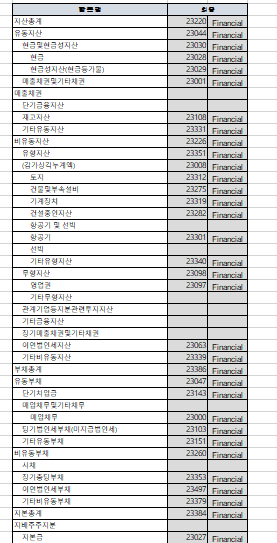 항목명 최종
자산총계 23220 Financial
유동자산 23044 Financial
현금및현금성자산 23030 Financial
현금 23028 Financial
현금성자산(현금등가물) 23029 Financial
매출채권및기타채권 23001 Financial
매출채권
단기금융자산
재고자산 23108 Financial
기타유동자산 23331 Financial
비유동자산 23226 Financial
유형자산 23351 Financial
(감가상각누계액) 23008 Financial
토지 23312 Financial
건물및부속설비 23275 Financial
기계장치 23319 Financial
건설중인자산 23282 Financial
항공기 및 선박
항공기 23301 Financial
선박
기타유형자산 23340 Financial
무형자산 23098 Financial
영업권 23097 Financial
기타무형자산
관계기업등지분관련투자자산
기타금융자산
장기매출채권및기타채권
이연법인세자산 23063 Financial
기타비유동자산 23339 Financial
부채총계 23386 Financial
유동부채 23047 Financial
단기차입금 23143 Financial
매입채무및기타채무
매입채무 23000 Financial
당기법인세부채(미지급법인세) 23103 Financial
기타유동부채 23151 Financial
비유동부채 23260 Financial
사채
장기충당부채 23353 Financial
이연법인세부채 23497 Financial
기타비유동부채 23379 Financial
자본총계 23384 Financial
지배주주지분
자본금 23027 Financial